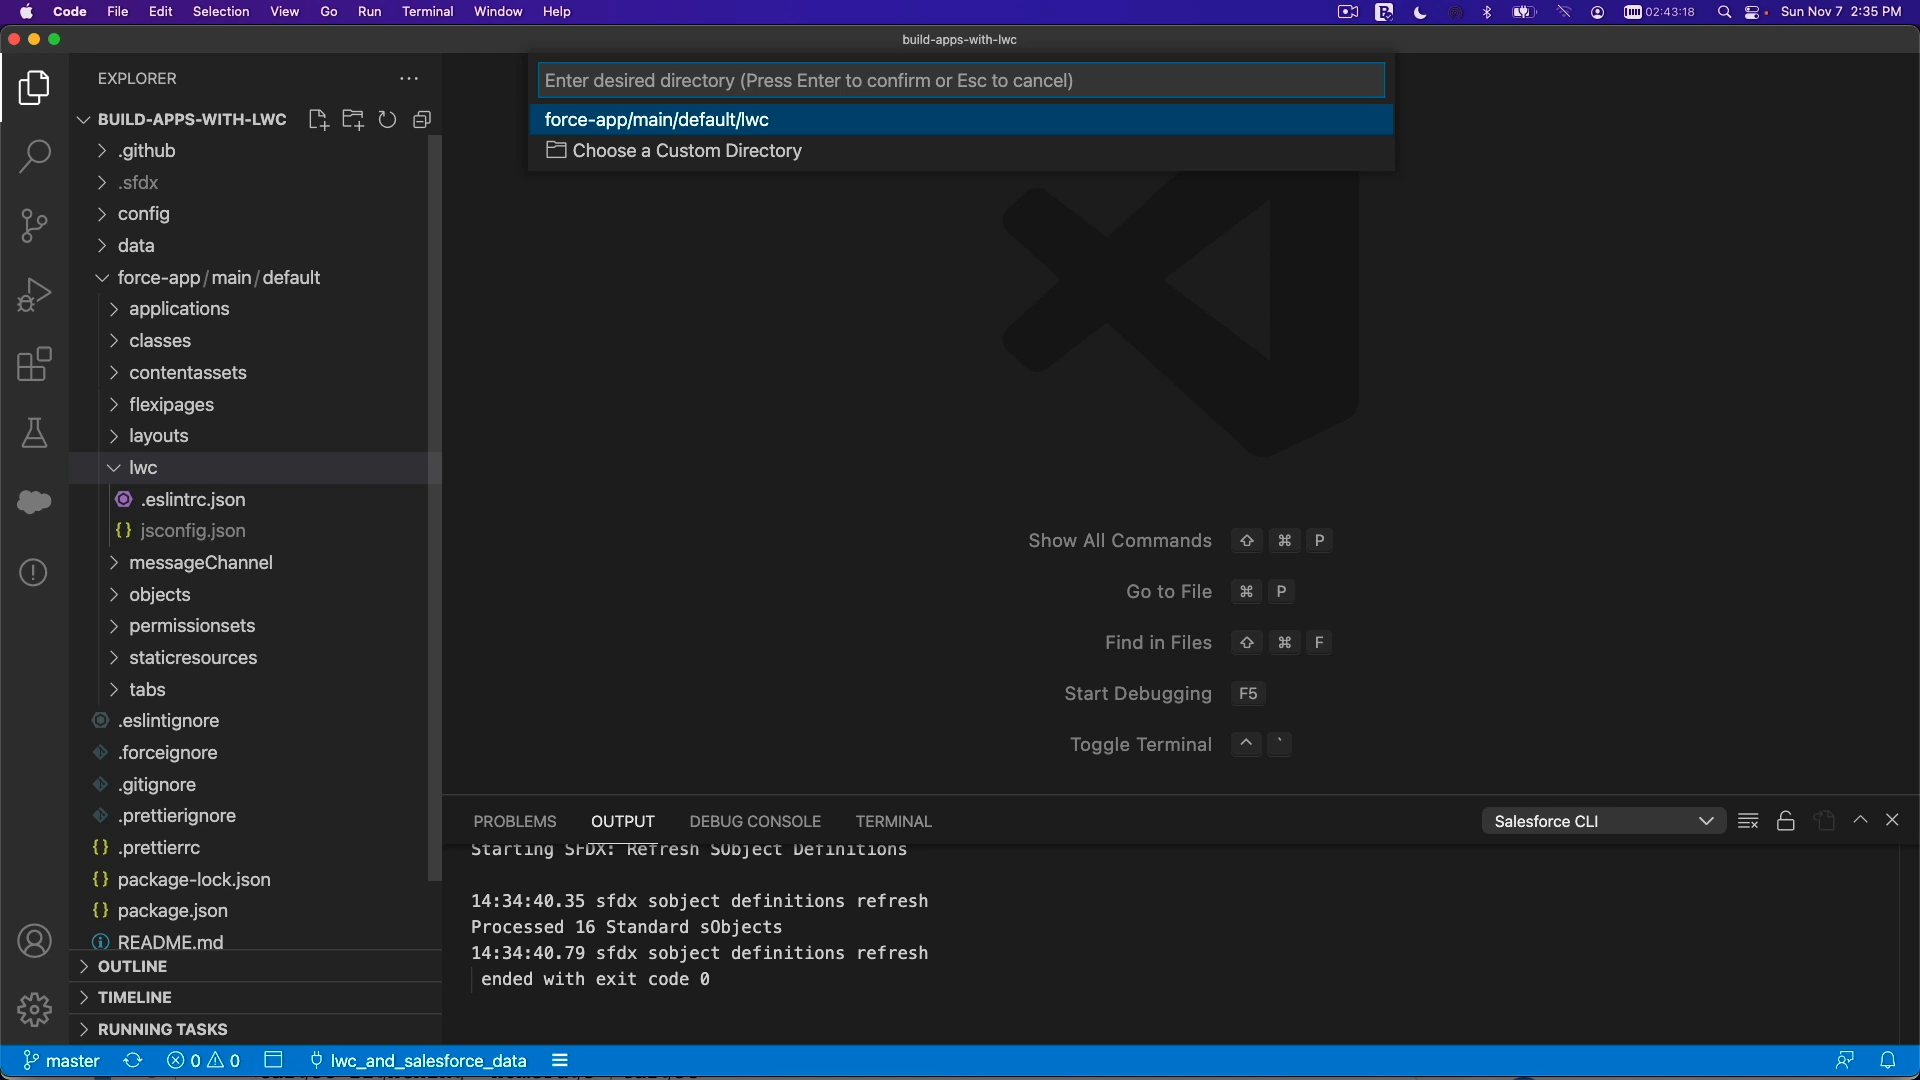 Code File Edit Selection View Go Run Terminal Window Help 02:43:18 Sun Nov 7 2:35 PM
build-apps-with-lwc
EXPLORER
Enter desired directory (Press Enter to confirm or Esc to cancel)
force-app/main/default/lwc
Choose a Custom Directory
BUILD-APPS-WITH-LWC
.github
.sfdx
config
data
force-app/main/default
applications
classes
contentassets
flexipages
layouts
lwc
.eslintrc.json
{} jsconfig.json
messageChannel
objects
permissionsets
staticresources
tabs
.eslintignore
.forceignore
.gitignore
.prettierignore
{} .prettierrc
{} package-lock.json
{} package.json
README.md
OUTLINE
TIMELINE
RUNNING TASKS
Show All Commands ⇧ ⌘ P
Go to File ⌘ P
Find in Files ⇧ ⌘ F
Start Debugging F5
Toggle Terminal ^ `
PROBLEMS OUTPUT DEBUG CONSOLE TERMINAL Salesforce CLI
Starting SFDX: Refresh SObject Definitions
14:34:40.35 sfdx sobject definitions refresh
Processed 16 Standard sObjects
14:34:40.79 sfdx sobject definitions refresh
ended with exit code 0
master 0 0 lwc_and_salesforce_data